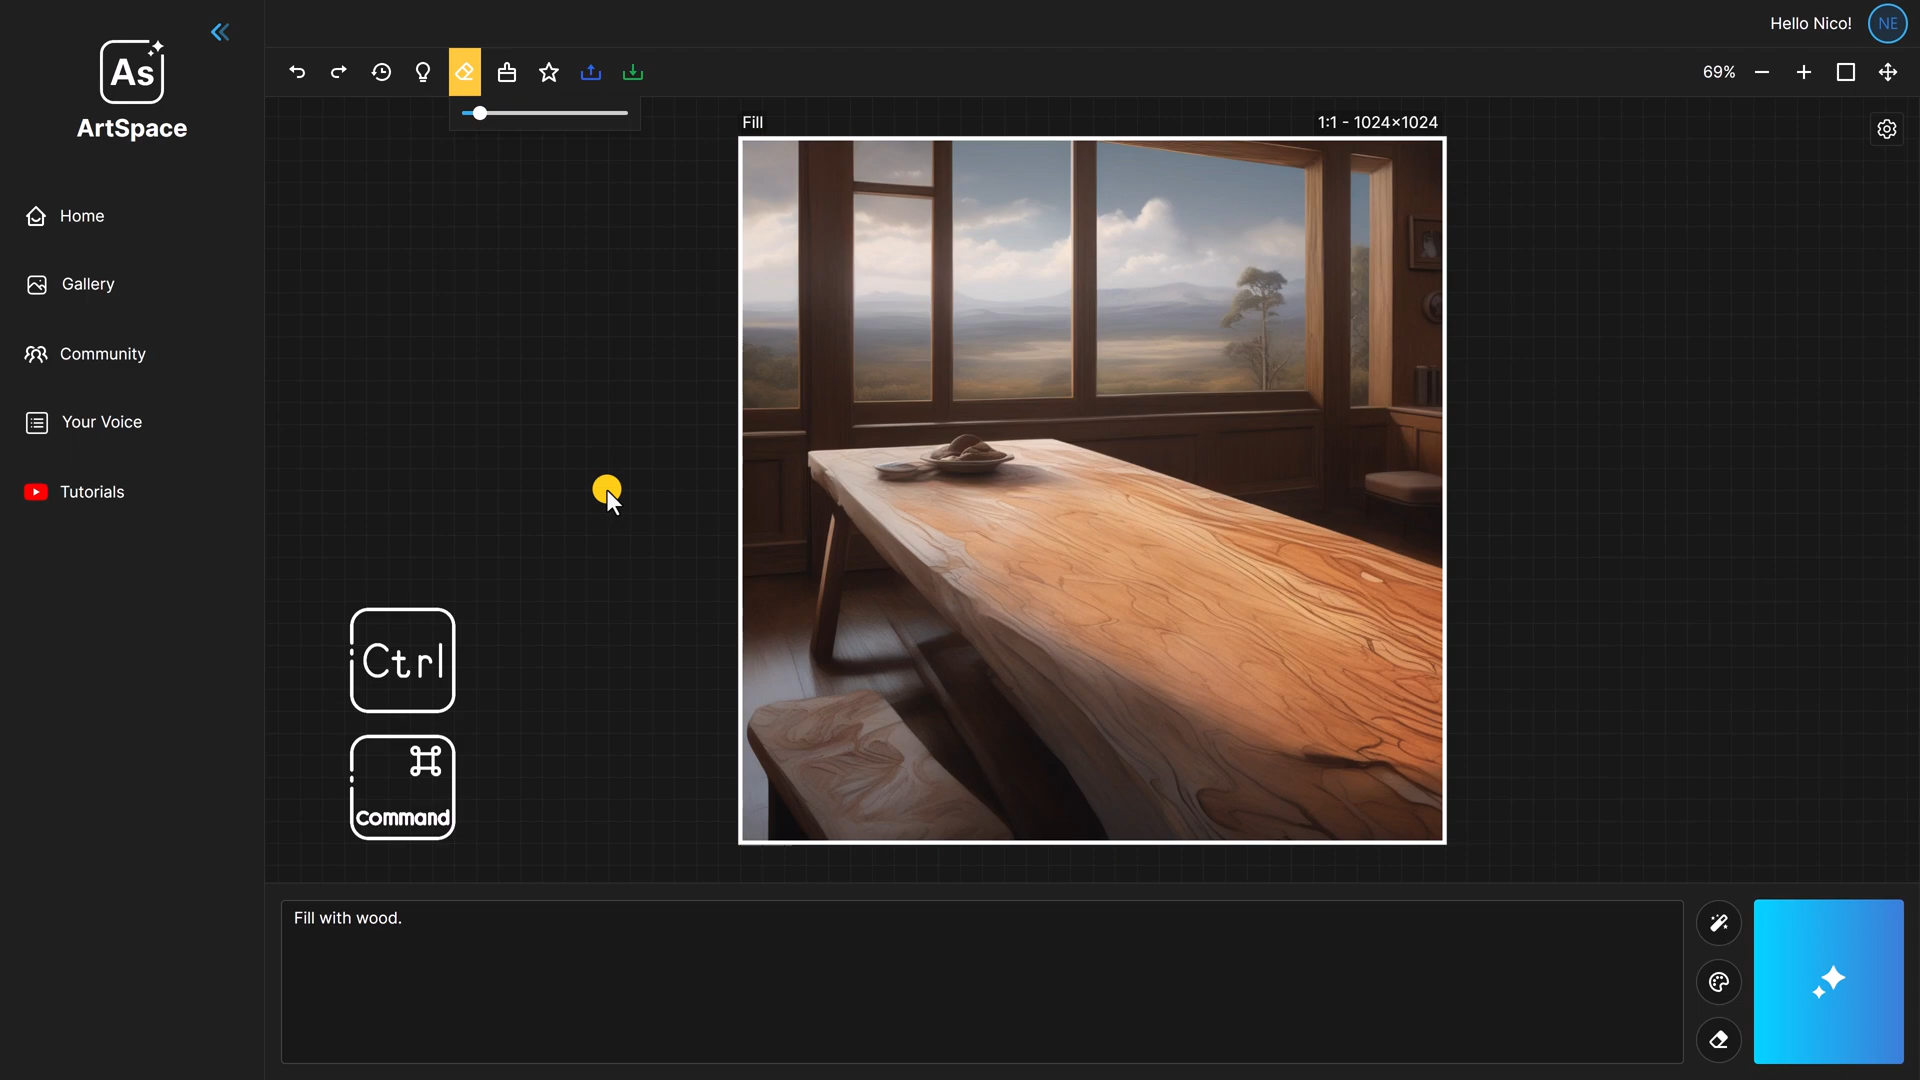 Hello Nico!
NE
As
ArtSpace
69%
Fill
1:1 - 1024×1024
Home
Gallery
Community
Your Voice
Tutorials
Ctrl
Command
Fill with wood.